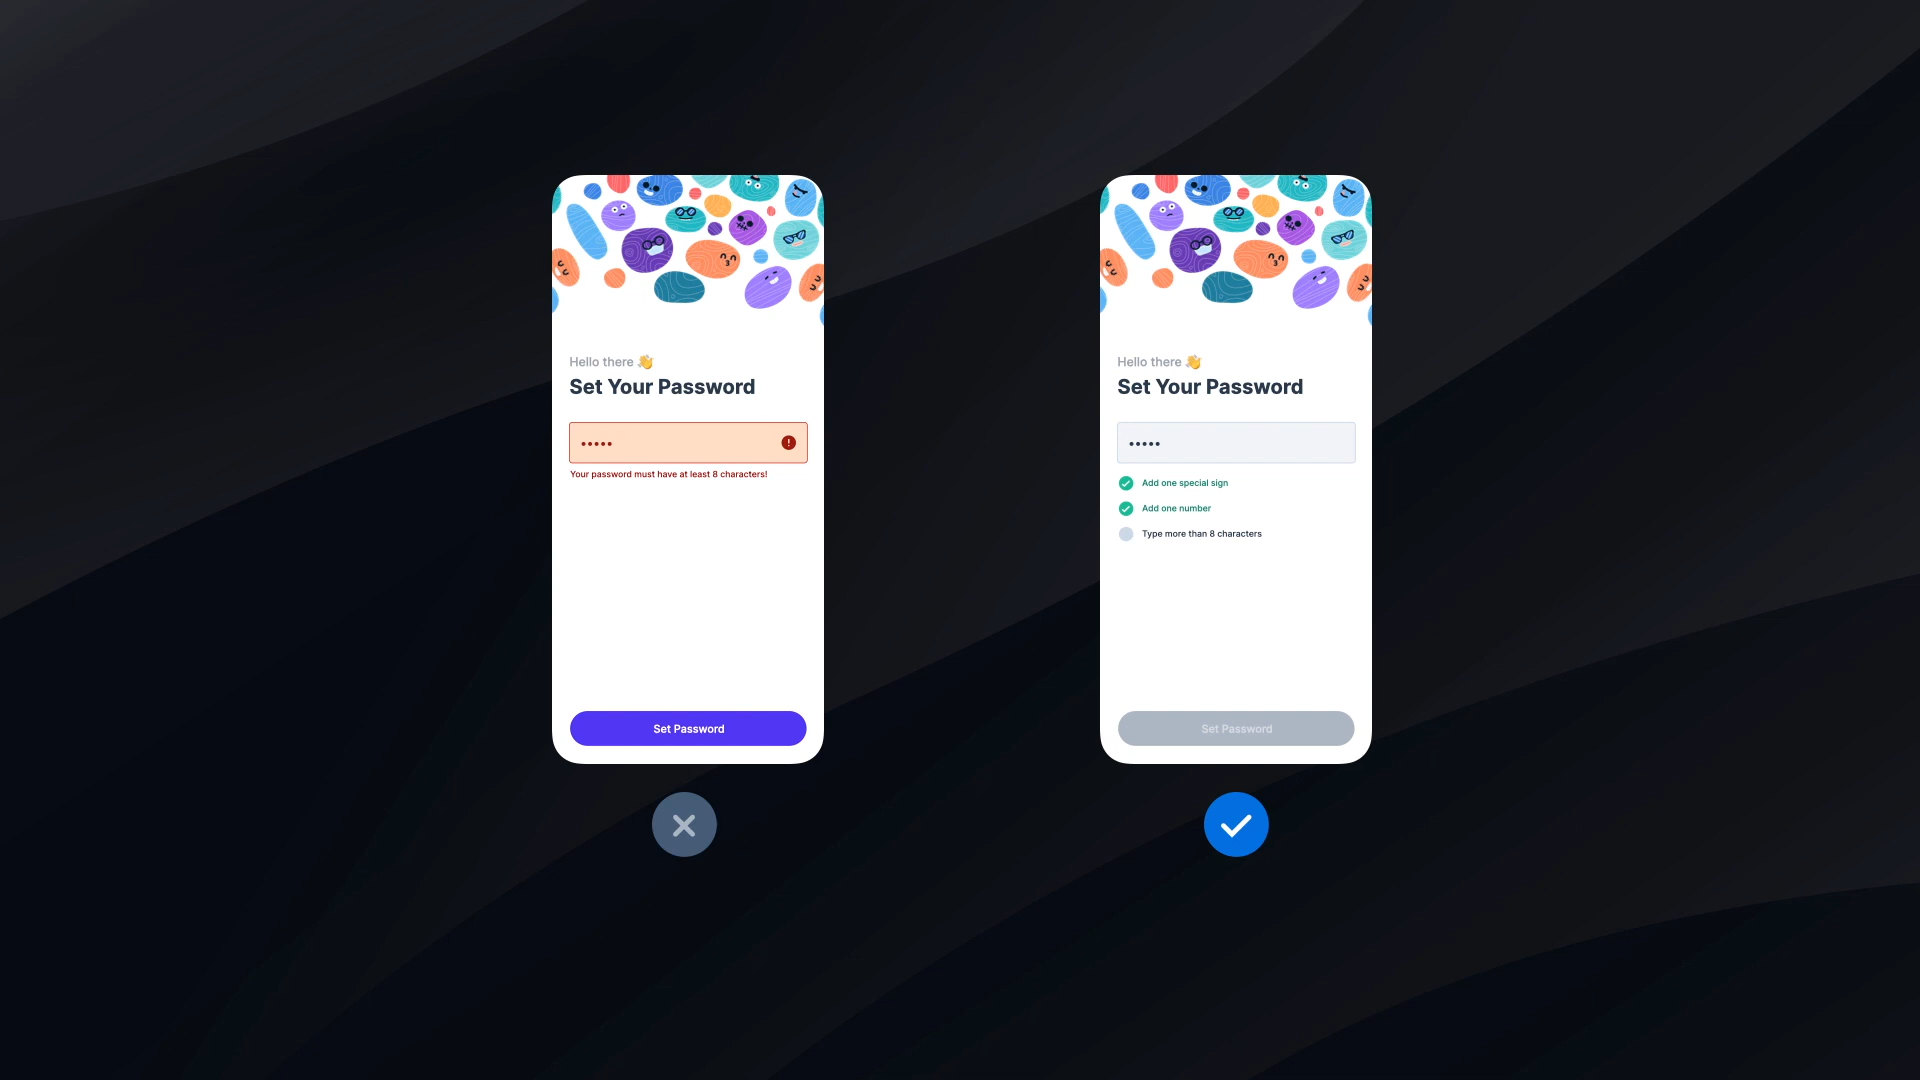 Hello there 👋
Set Your Password
•••••
Your password must have at least 8 characters!
Set Password
Hello there 👋
Set Your Password
•••••
Add one special sign
Add one number
Type more than 8 characters
Set Password